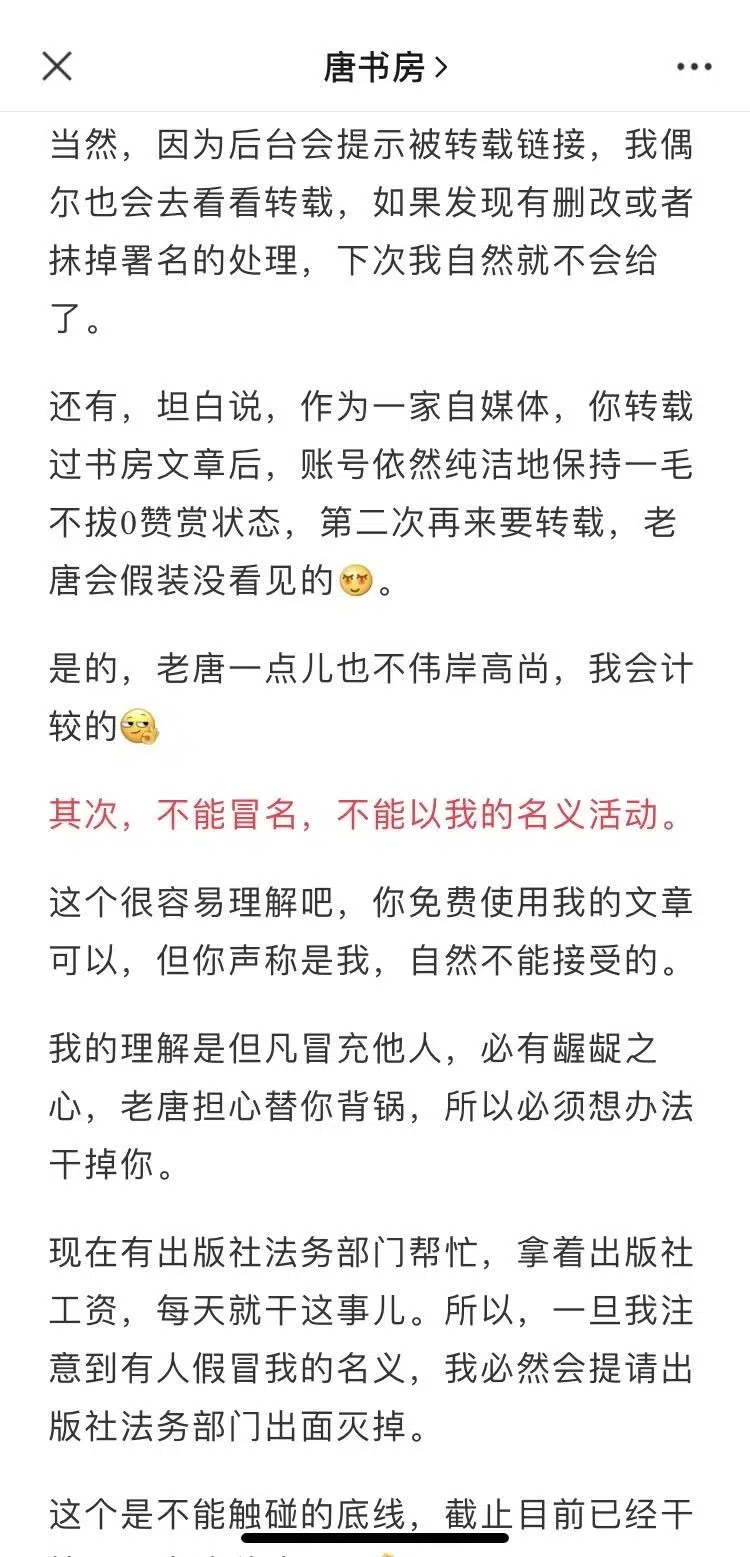 唐书房
当然，因为后台会提示被转载链接，我偶
尔也会去看看转载，如果发现有删改或者
抹掉署名的处理，下次我自然就不会给
了。
还有，坦白说，作为一家自媒体，你转载
过书房文章后，账号依然纯洁地保持一毛
不拔0赞赏状态，第二次再来要转载，老
唐会假装没看见的。
是的，老唐一点儿也不伟岸高尚，我会计
较的
其次，不能冒名，不能以我的名义活动。
这个很容易理解吧，你免费使用我的文章
可以，但你声称是我，自然不能接受的。
我的理解是但凡冒充他人，必有龌龊之
心，老唐担心替你背锅，所以必须想办法
干掉你。
现在有出版社法务部门帮忙，拿着出版社
工资，每天就干这事儿。所以，一旦我注
意到有人假冒我的名义，我必然会提请出
版社法务部门出面灭掉。
这个是不能触碰的底线，截止目前已经干